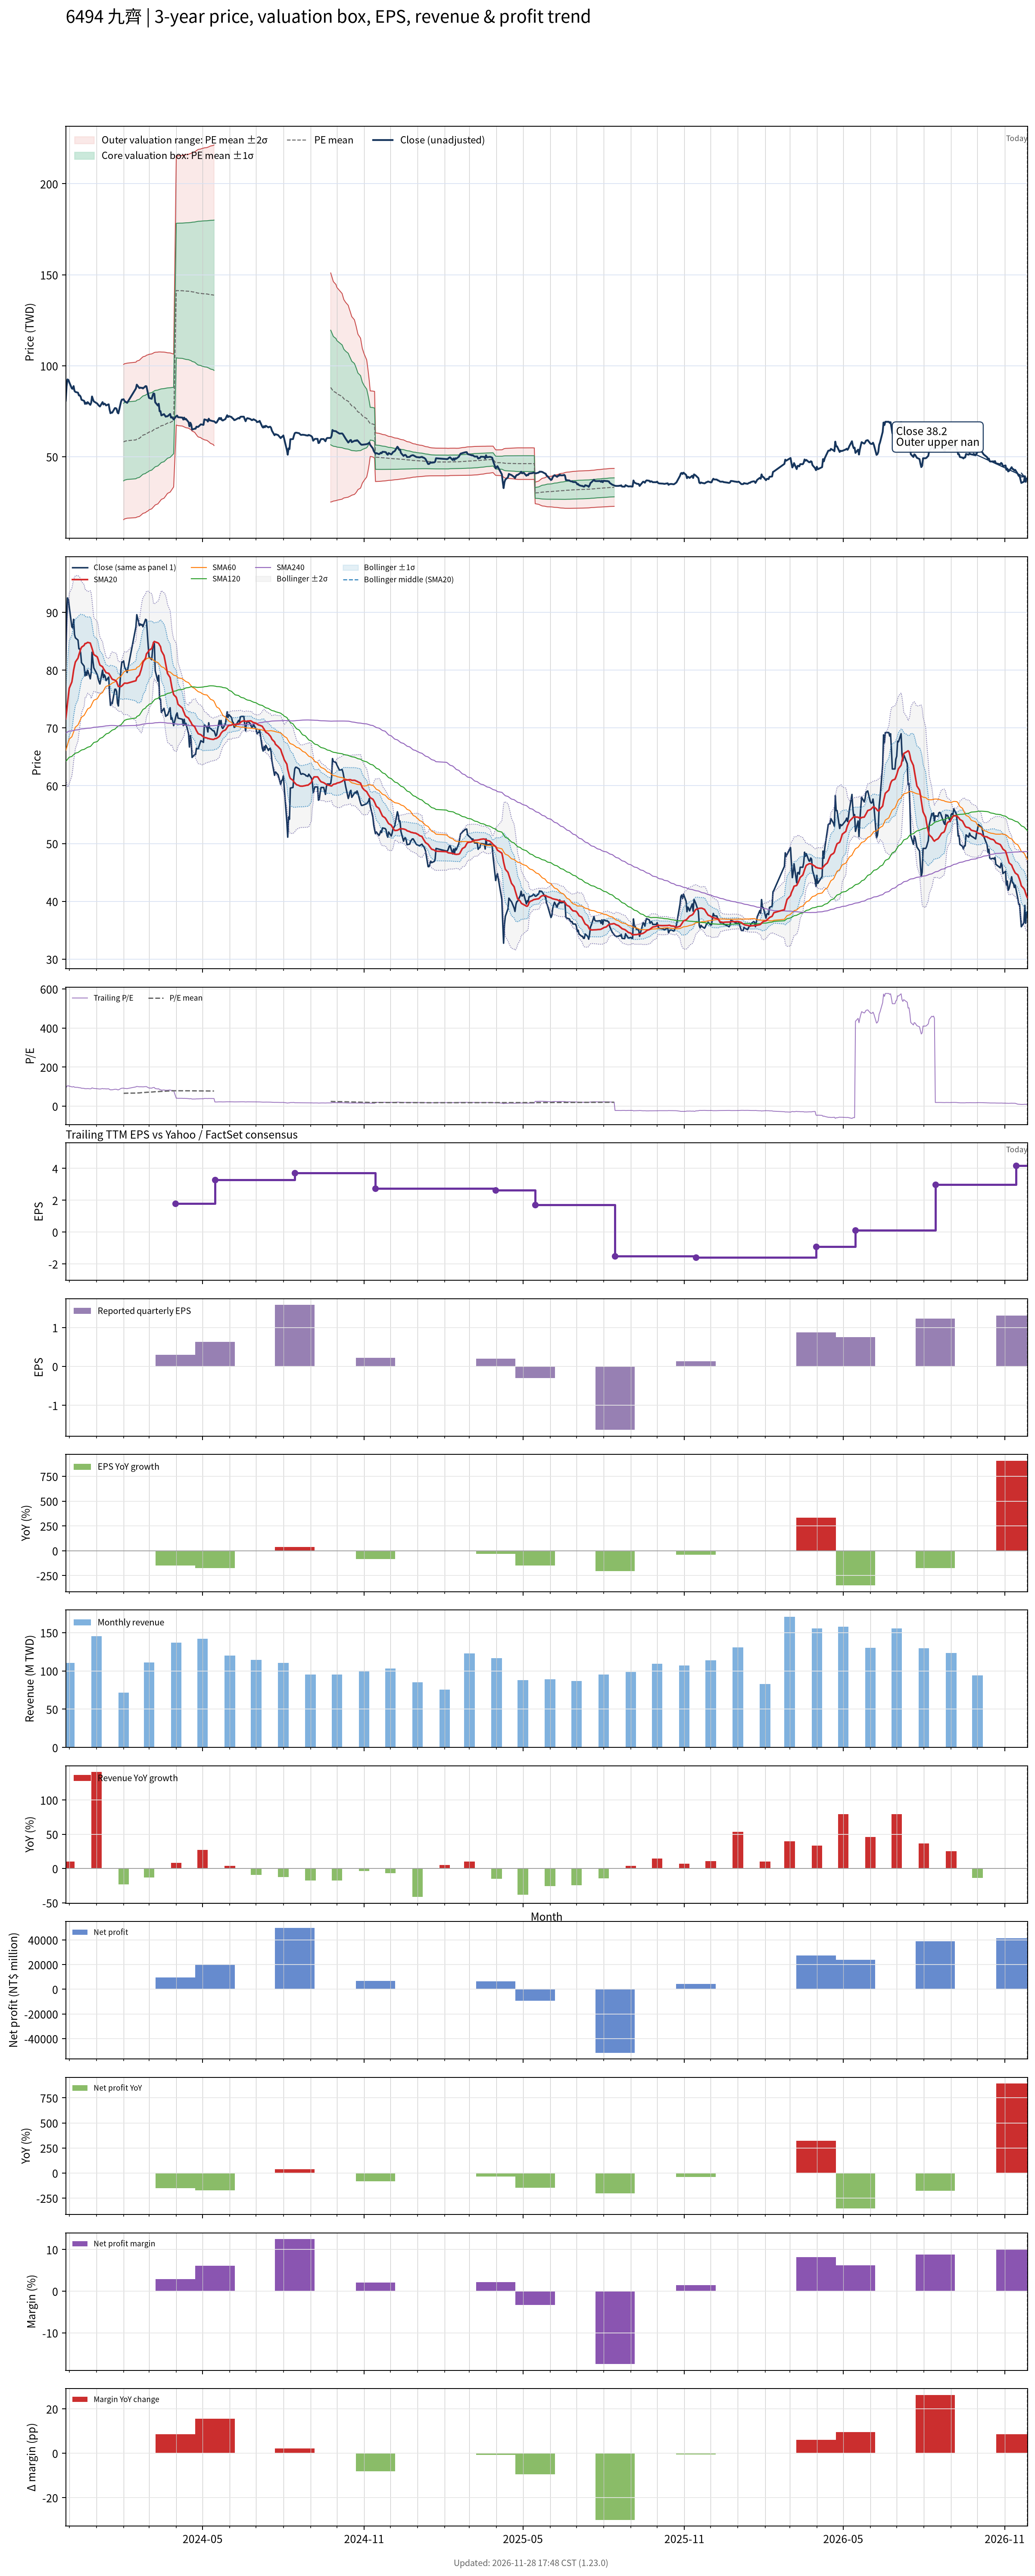 6494 九齊 | 3-year price, valuation box, EPS, revenue & profit trend
Outer valuation range: PE mean ±2σ
Core valuation box: PE mean ±1σ
PE mean
Close (unadjusted)
Today
Price (TWD)
200
150
100
50
Close 38.2
Outer upper nan
Close (same as panel 1)
SMA20
SMA60
SMA120
SMA240
Bollinger ±2σ
Bollinger ±1σ
Bollinger middle (SMA20)
Price
90
80
70
60
50
40
30
Trailing P/E
P/E mean
P/E
600
400
200
0
Trailing TTM EPS vs Yahoo / FactSet consensus
Today
EPS
4
2
0
-2
Reported quarterly EPS
EPS
1
0
-1
EPS YoY growth
YoY (%)
750
500
250
0
-250
Monthly revenue
Revenue (M TWD)
150
100
50
0
Revenue YoY growth
YoY (%)
100
50
0
-50
Month
Net profit
Net profit (NT$ million)
40000
20000
0
-20000
-40000
Net profit YoY
YoY (%)
750
500
250
0
-250
Net profit margin
Margin (%)
10
0
-10
Margin YoY change
Δ margin (pp)
20
0
-20
2024-05
2024-11
2025-05
2025-11
2026-05
2026-11
Updated: 2026-11-28 17:48 CST (1.23.0)